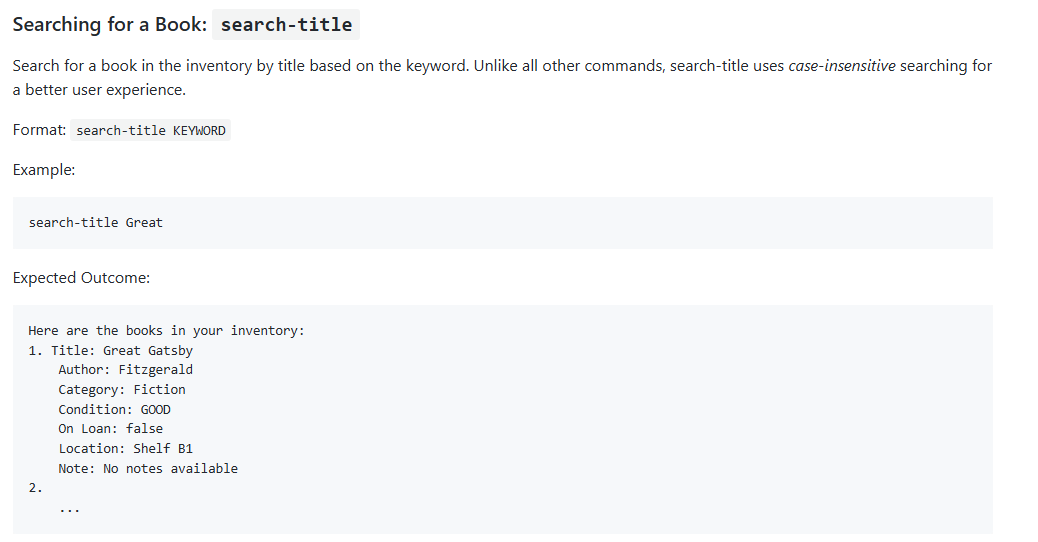 Searching for a Book: search-title
Search for a book in the inventory by title based on the keyword. Unlike all other commands, search-title uses case-insensitive searching for
a better user experience.
Format: search-title KEYWORD
Example:
search-title Great
Expected Outcome:
Here are the books in your inventory:
1. Title: Great Gatsby
Author: Fitzgerald
Category: Fiction
Condition: GOOD
On Loan: false
Location: Shelf B1
Note: No notes available
2.
...